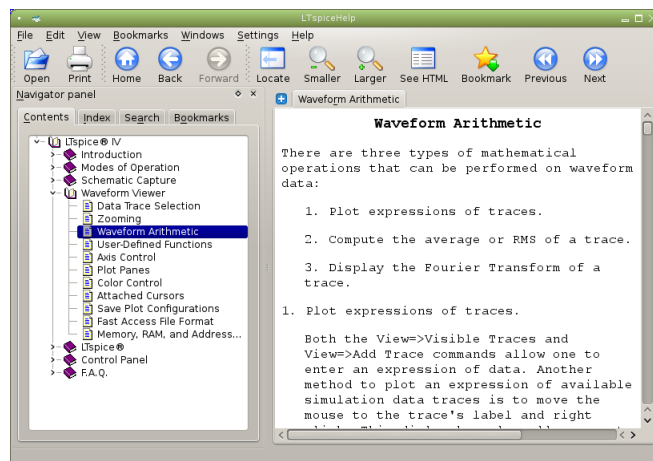 LTspiceHelp
File Edit View Bookmarks Windows Settings Help
Open Print Home Back Forward Locate Smaller Larger See HTML Bookmark Previous Next
Navigator panel
Contents Index Search Bookmarks
LTspice® IV
Introduction
Modes of Operation
Schematic Capture
Waveform Viewer
Data Trace Selection
Zooming
Waveform Arithmetic
User-Defined Functions
Axis Control
Plot Panes
Color Control
Attached Cursors
Save Plot Configurations
Fast Access File Format
Memory, RAM, and Address...
LTspice®
Control Panel
F.A.Q.
Waveform Arithmetic
Waveform Arithmetic
There are three types of mathematical
operations that can be performed on waveform
data:
1. Plot expressions of traces.
2. Compute the average or RMS of a trace.
3. Display the Fourier Transform of a
trace.
1. Plot expressions of traces.
Both the View=>Visible Traces and
View=>Add Trace commands allow one to
enter an expression of data. Another
method to plot an expression of available
simulation data traces is to move the
mouse to the trace's label and right